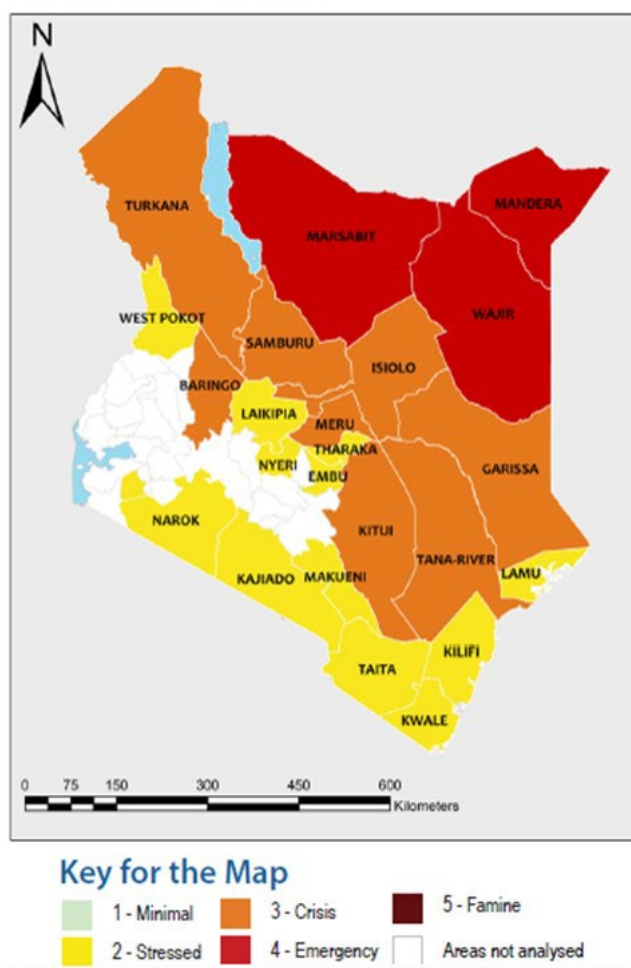 N
TURKANA
MANDERA
MARSABIT
WAJIR
WEST POKOT
SAMBURU
ISIOLO
BARINGO
LAIKIPIA
MERU
THARAKA
NYERI
EMBU
GARISSA
NAROK
KITUI
TANA-RIVER
KAJIADO
MAKUENI
LAMU
KILIFI
TAITA
KWALE
0 75 150 300 450 600
Kilometers
Key for the Map
1 - Minimal 3 - Crisis 5 - Famine
2 - Stressed 4 - Emergency Areas not analysed